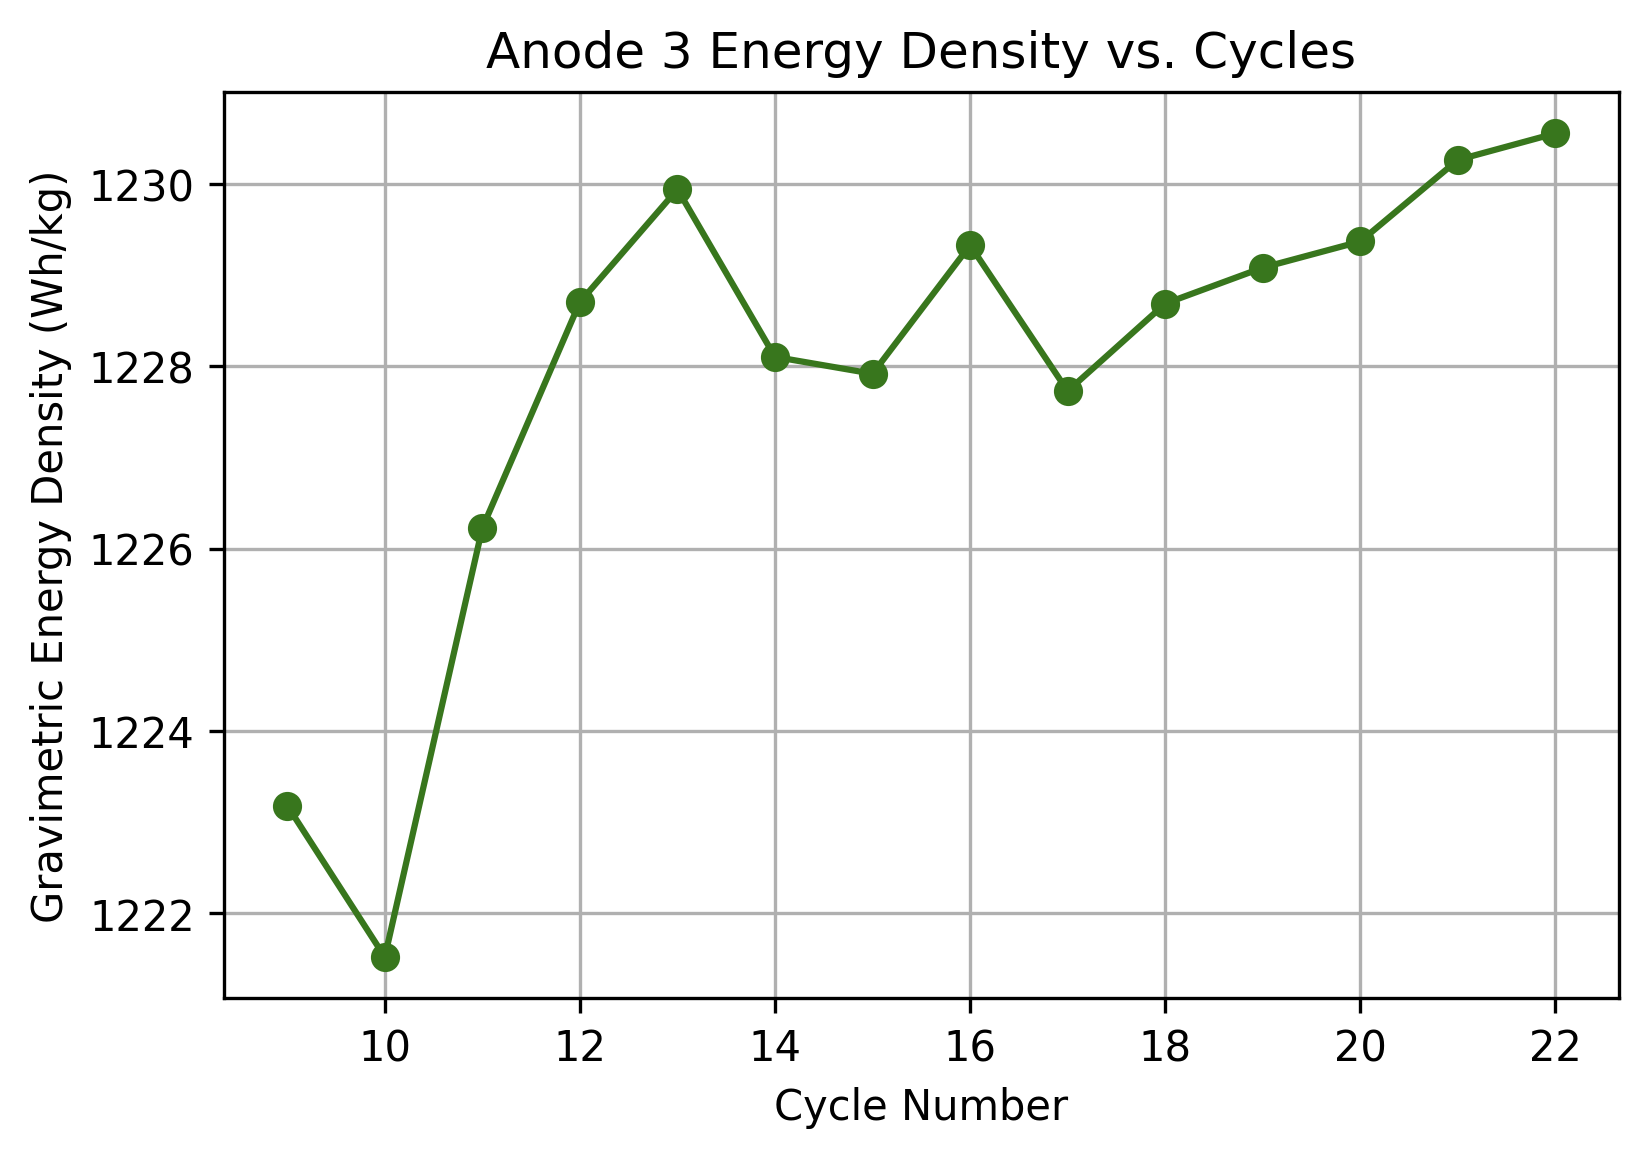 Anode 3 Energy Density vs. Cycles
Gravimetric Energy Density (Wh/kg)
1230
1228
1226
1224
1222
10 12 14 16 18 20 22
Cycle Number